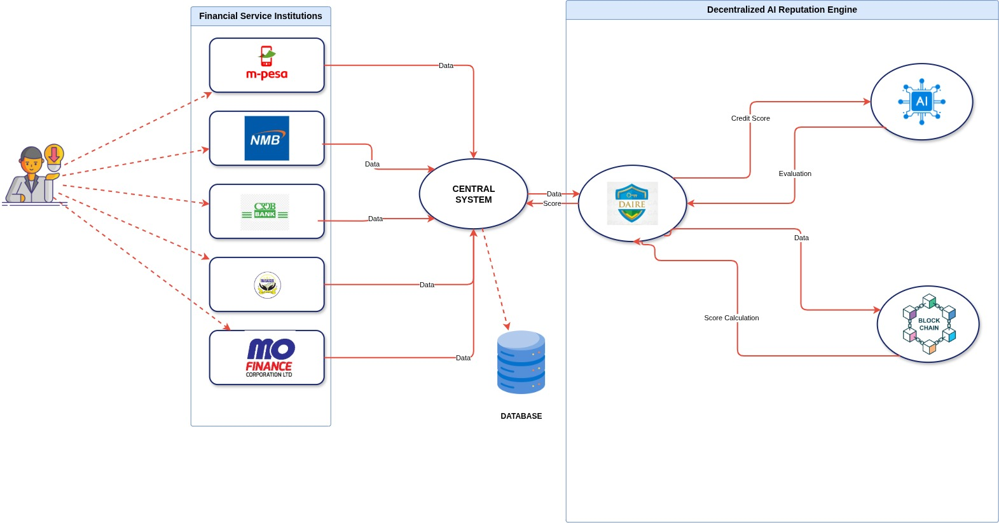 Financial Service Institutions
Decentralized AI Reputation Engine
m-pesa
Data
NMB
Data
CRDB
BANK
Data
Data
MO
FINANCE
CORPORATION LTD
Data
CENTRAL
SYSTEM
DATABASE
Data
Score
DAIRE
Credit Score
AI
Evaluation
Data
Score Calculation
BLOCK
CHAIN